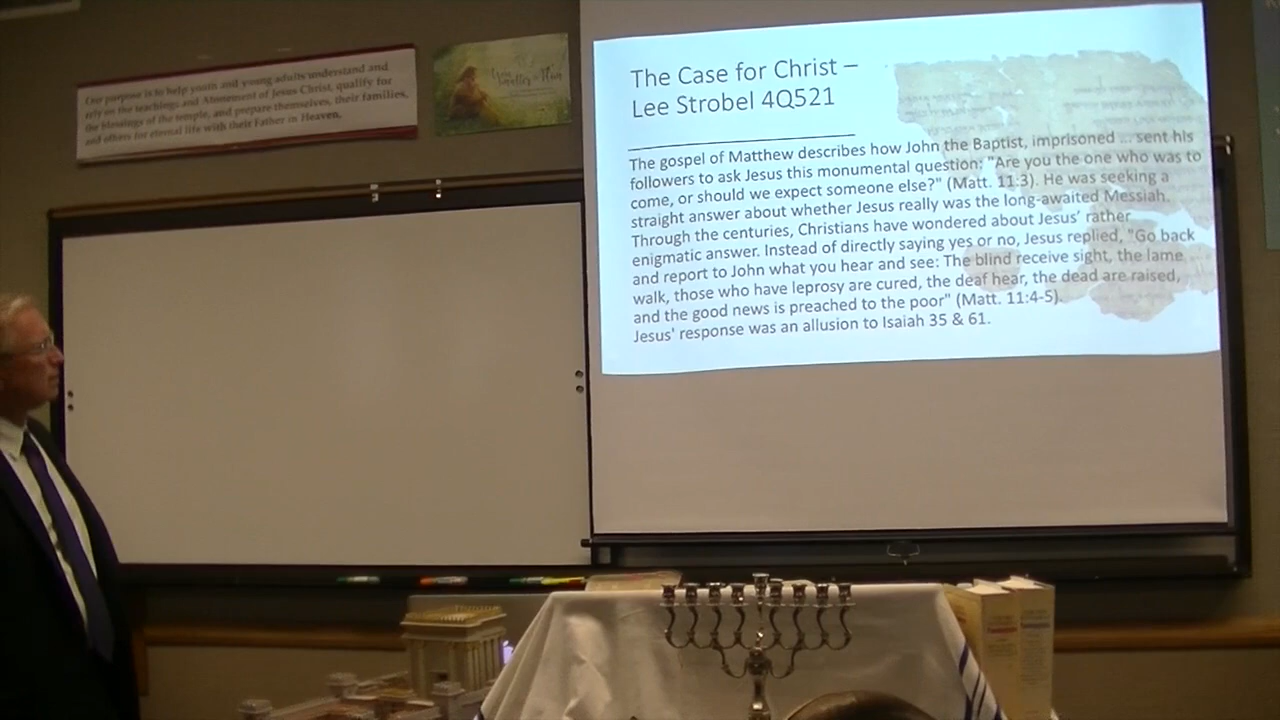 Our purpose is to help youth and young adults understand and
rely on the teachings and Atonement of Jesus Christ, qualify for
the blessings of the temple, and prepare themselves, their families,
and others for eternal life with their Father in Heaven.
The Case for Christ –
Lee Strobel 4Q521
The gospel of Matthew describes how John the Baptist, imprisoned ... sent his
followers to ask Jesus this monumental question: "Are you the one who was to
come, or should we expect someone else?" (Matt. 11:3). He was seeking a
straight answer about whether Jesus really was the long-awaited Messiah.
Through the centuries, Christians have wondered about Jesus’ rather
enigmatic answer. Instead of directly saying yes or no, Jesus replied, "Go back
and report to John what you hear and see: The blind receive sight, the lame
walk, those who have leprosy are cured, the deaf hear, the dead are raised,
and the good news is preached to the poor" (Matt. 11:4-5).
Jesus' response was an allusion to Isaiah 35 & 61.